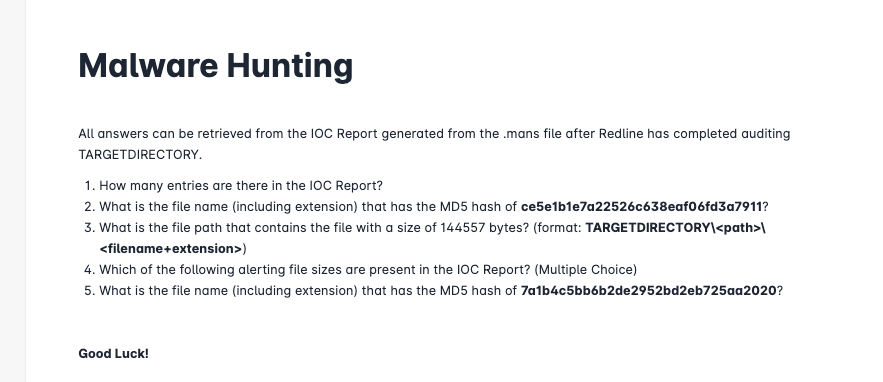 Malware Hunting
All answers can be retrieved from the IOC Report generated from the .mans file after Redline has completed auditing
TARGETDIRECTORY.
1. How many entries are there in the IOC Report?
2. What is the file name (including extension) that has the MD5 hash of ce5e1b1e7a22526c638eaf06fd3a7911?
3. What is the file path that contains the file with a size of 144557 bytes? (format: TARGETDIRECTORY\<path>\
<filename+extension>)
4. Which of the following alerting file sizes are present in the IOC Report? (Multiple Choice)
5. What is the file name (including extension) that has the MD5 hash of 7a1b4c5bb6b2de2952bd2eb725aa2020?
Good Luck!